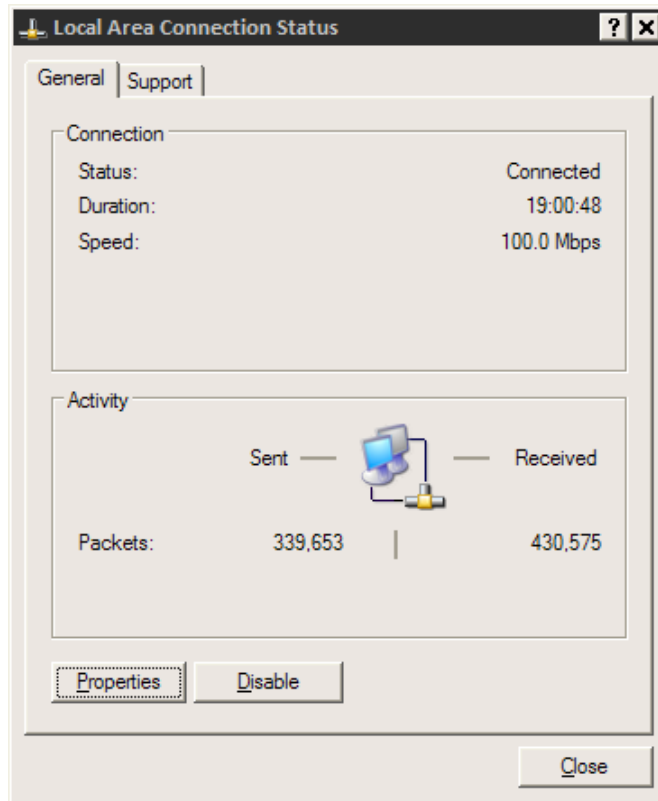 Local Area Connection Status
General Support
Connection
Status: Connected
Duration: 19:00:48
Speed: 100.0 Mbps
Activity
Sent Received
Packets: 339,653 430,575
Properties Disable
Close